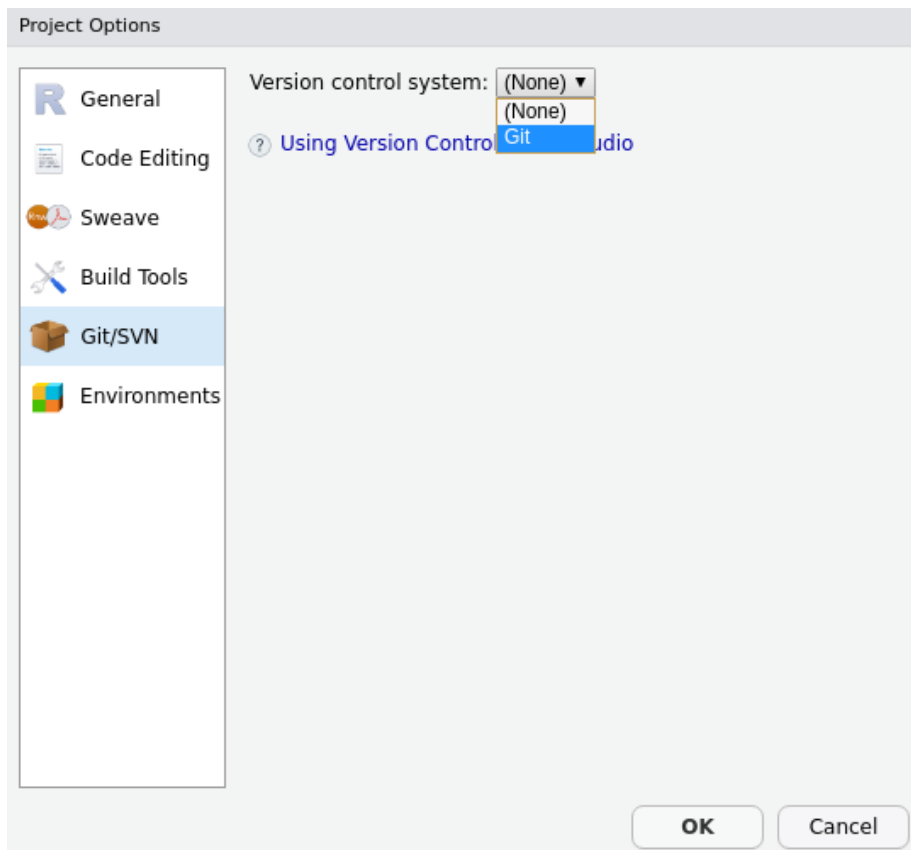 Project Options
General
Code Editing
Sweave
Build Tools
Git/SVN
Environments
Version control system: (None) ▼
(None)
Git
Using Version Contro udio
OK
Cancel